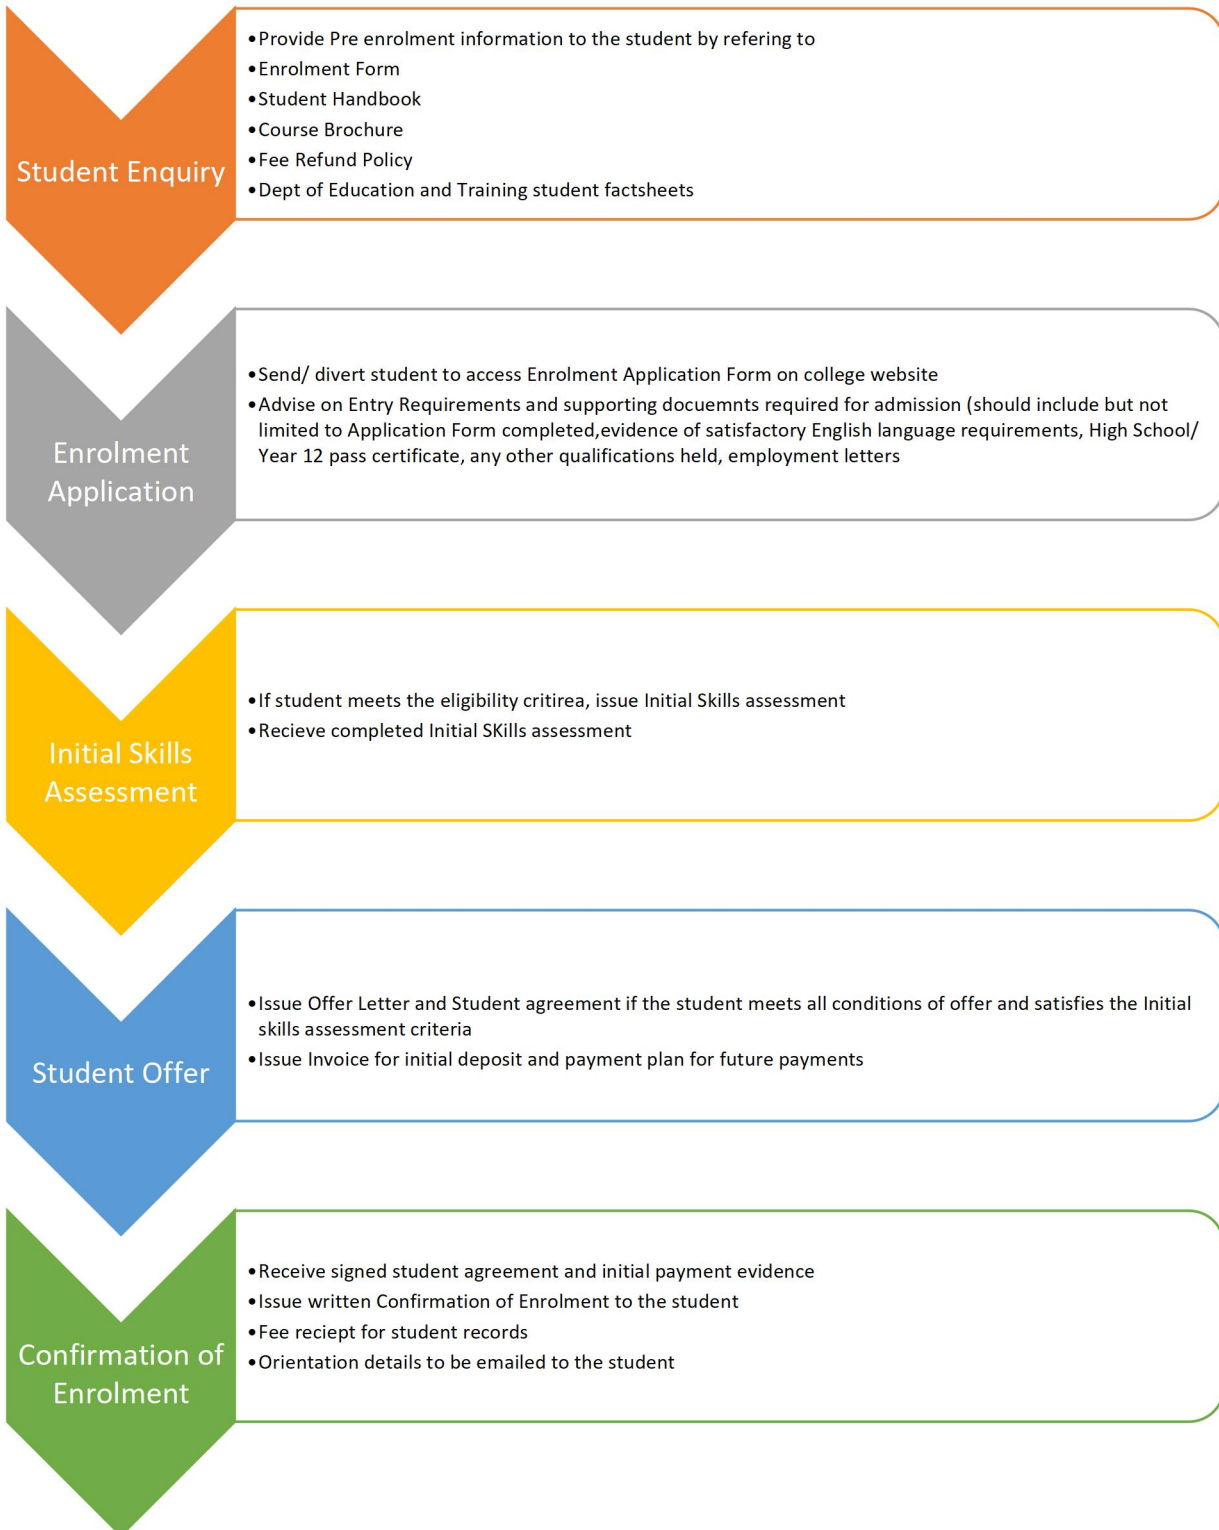 Student Enquiry
•Provide Pre enrolment information to the student by refering to
•Enrolment Form
•Student Handbook
•Course Brochure
•Fee Refund Policy
•Dept of Education and Training student factsheets
Enrolment
Application
•Send/ divert student to access Enrolment Application Form on college website
•Advise on Entry Requirements and supporting docuemnts required for admission (should include but not
limited to Application Form completed,evidence of satisfactory English language requirements, High School/
Year 12 pass certificate, any other qualifications held, employment letters
Initial Skills
Assessment
•If student meets the eligibility critirea, issue Initial Skills assessment
•Recieve completed Initial SKills assessment
Student Offer
•Issue Offer Letter and Student agreement if the student meets all conditions of offer and satisfies the Initial
skills assessment criteria
•Issue Invoice for initial deposit and payment plan for future payments
Confirmation of
Enrolment
•Receive signed student agreement and initial payment evidence
•Issue written Confirmation of Enrolment to the student
•Fee reciept for student records
•Orientation details to be emailed to the student